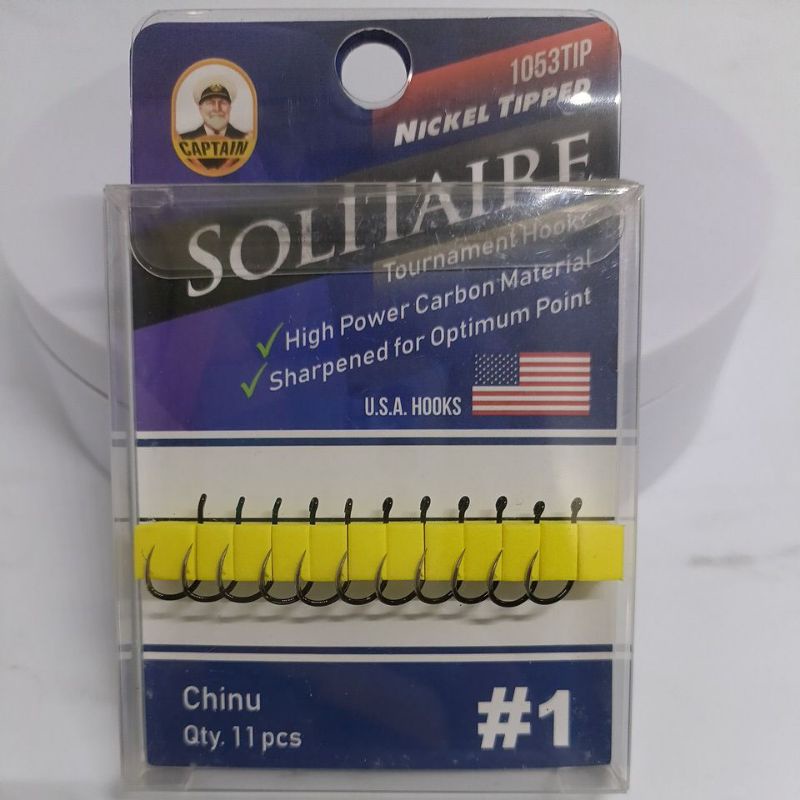 1053TIP
NICKEL TIPPED
CAPTAIN
SOLITAIRE
Tournament Hooks
✓ High Power Carbon Material
✓ Sharpened for Optimum Point
U.S.A. HOOKS
Chinu
Qty. 11 pcs
#1